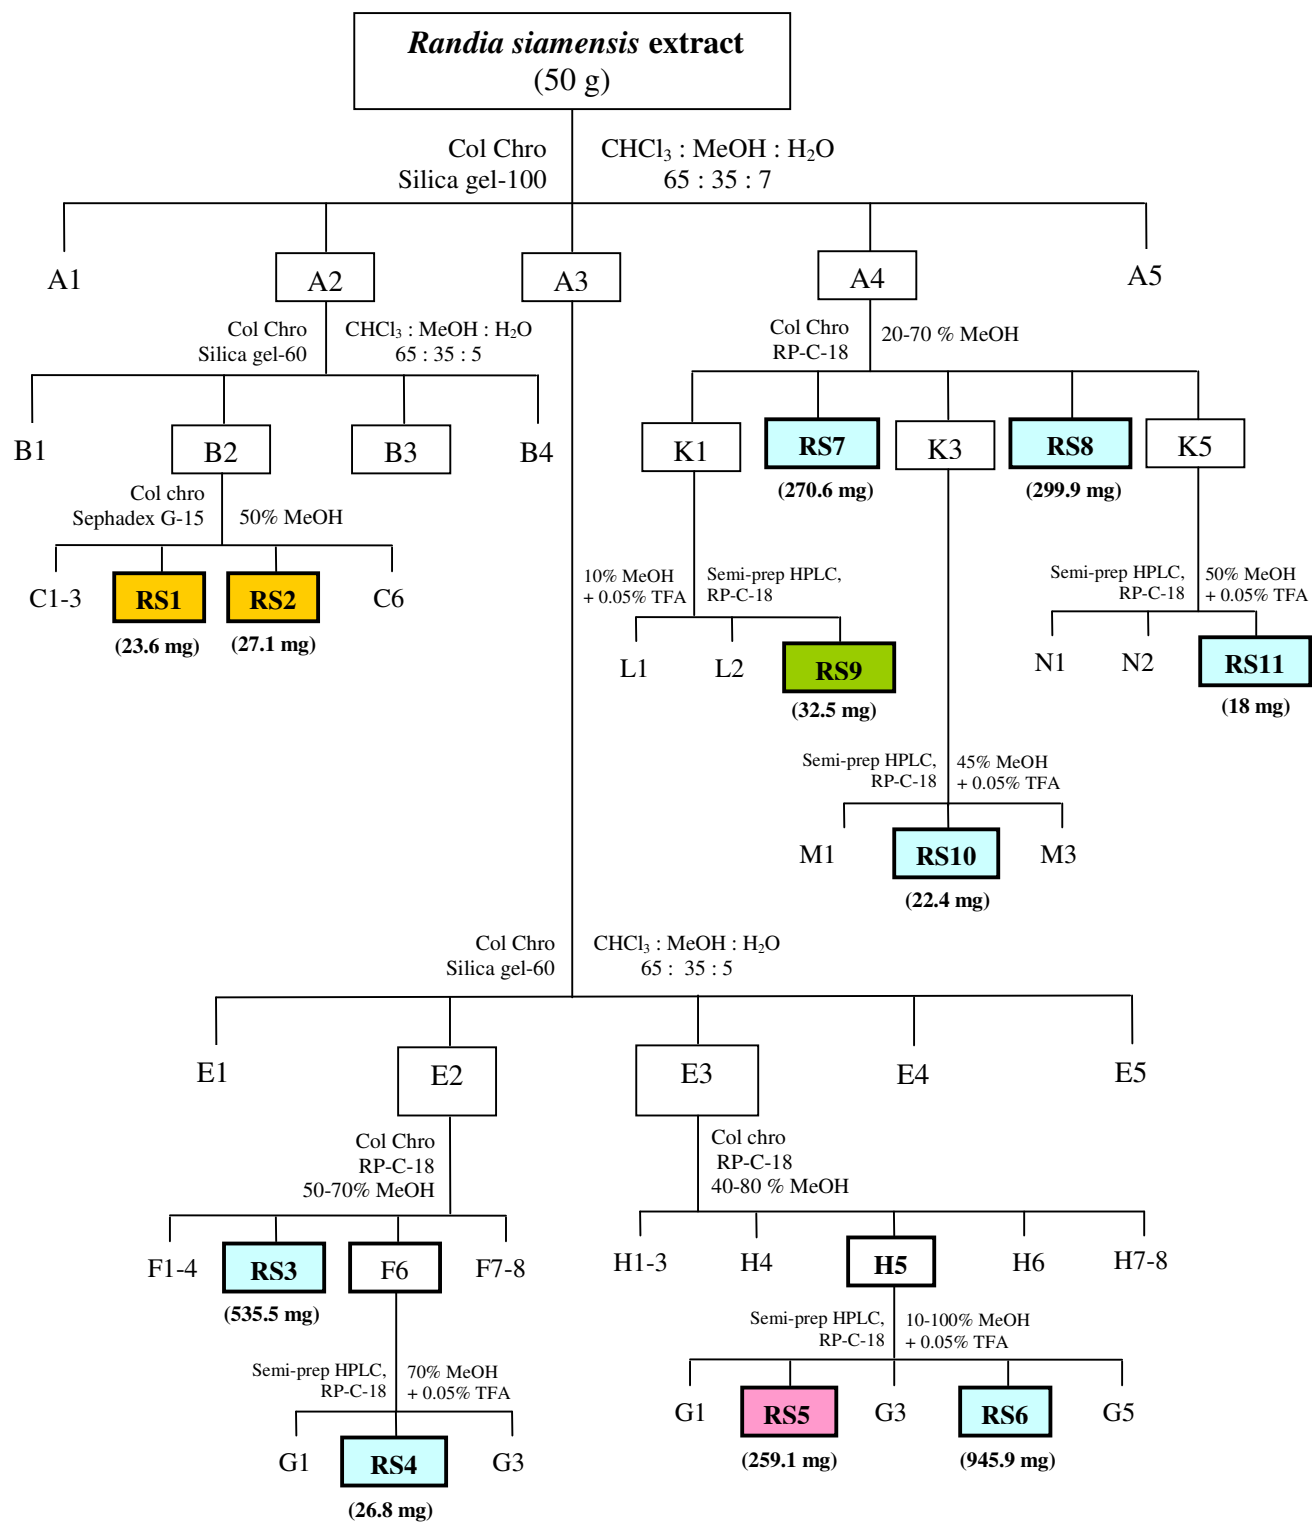 Randia siamensis extract
(50 g)
Col Chro
Silica gel-100
CHCl₃ : MeOH : H₂O
65 : 35 : 7
A1
A2
A3
A4
A5
Col Chro
Silica gel-60
CHCl₃ : MeOH : H₂O
65 : 35 : 5
Col Chro
RP-C-18
20-70 % MeOH
B1
B2
B3
B4
K1
RS7
(270.6 mg)
K3
RS8
(299.9 mg)
K5
Col chro
Sephadex G-15
50% MeOH
C1-3
RS1
(23.6 mg)
RS2
(27.1 mg)
C6
10% MeOH
+ 0.05% TFA
Semi-prep HPLC,
RP-C-18
L1
L2
RS9
(32.5 mg)
Semi-prep HPLC,
RP-C-18
50% MeOH
+ 0.05% TFA
N1
N2
RS11
(18 mg)
Semi-prep HPLC,
RP-C-18
45% MeOH
+ 0.05% TFA
M1
RS10
(22.4 mg)
M3
Col Chro
Silica gel-60
CHCl₃ : MeOH : H₂O
65 : 35 : 5
E1
E2
E3
E4
E5
Col Chro
RP-C-18
50-70% MeOH
Col chro
RP-C-18
40-80 % MeOH
F1-4
RS3
(535.5 mg)
F6
F7-8
H1-3
H4
H5
H6
H7-8
Semi-prep HPLC,
RP-C-18
70% MeOH
+ 0.05% TFA
G1
RS4
(26.8 mg)
G3
Semi-prep HPLC,
RP-C-18
10-100% MeOH
+ 0.05% TFA
G1
RS5
(259.1 mg)
G3
RS6
(945.9 mg)
G5